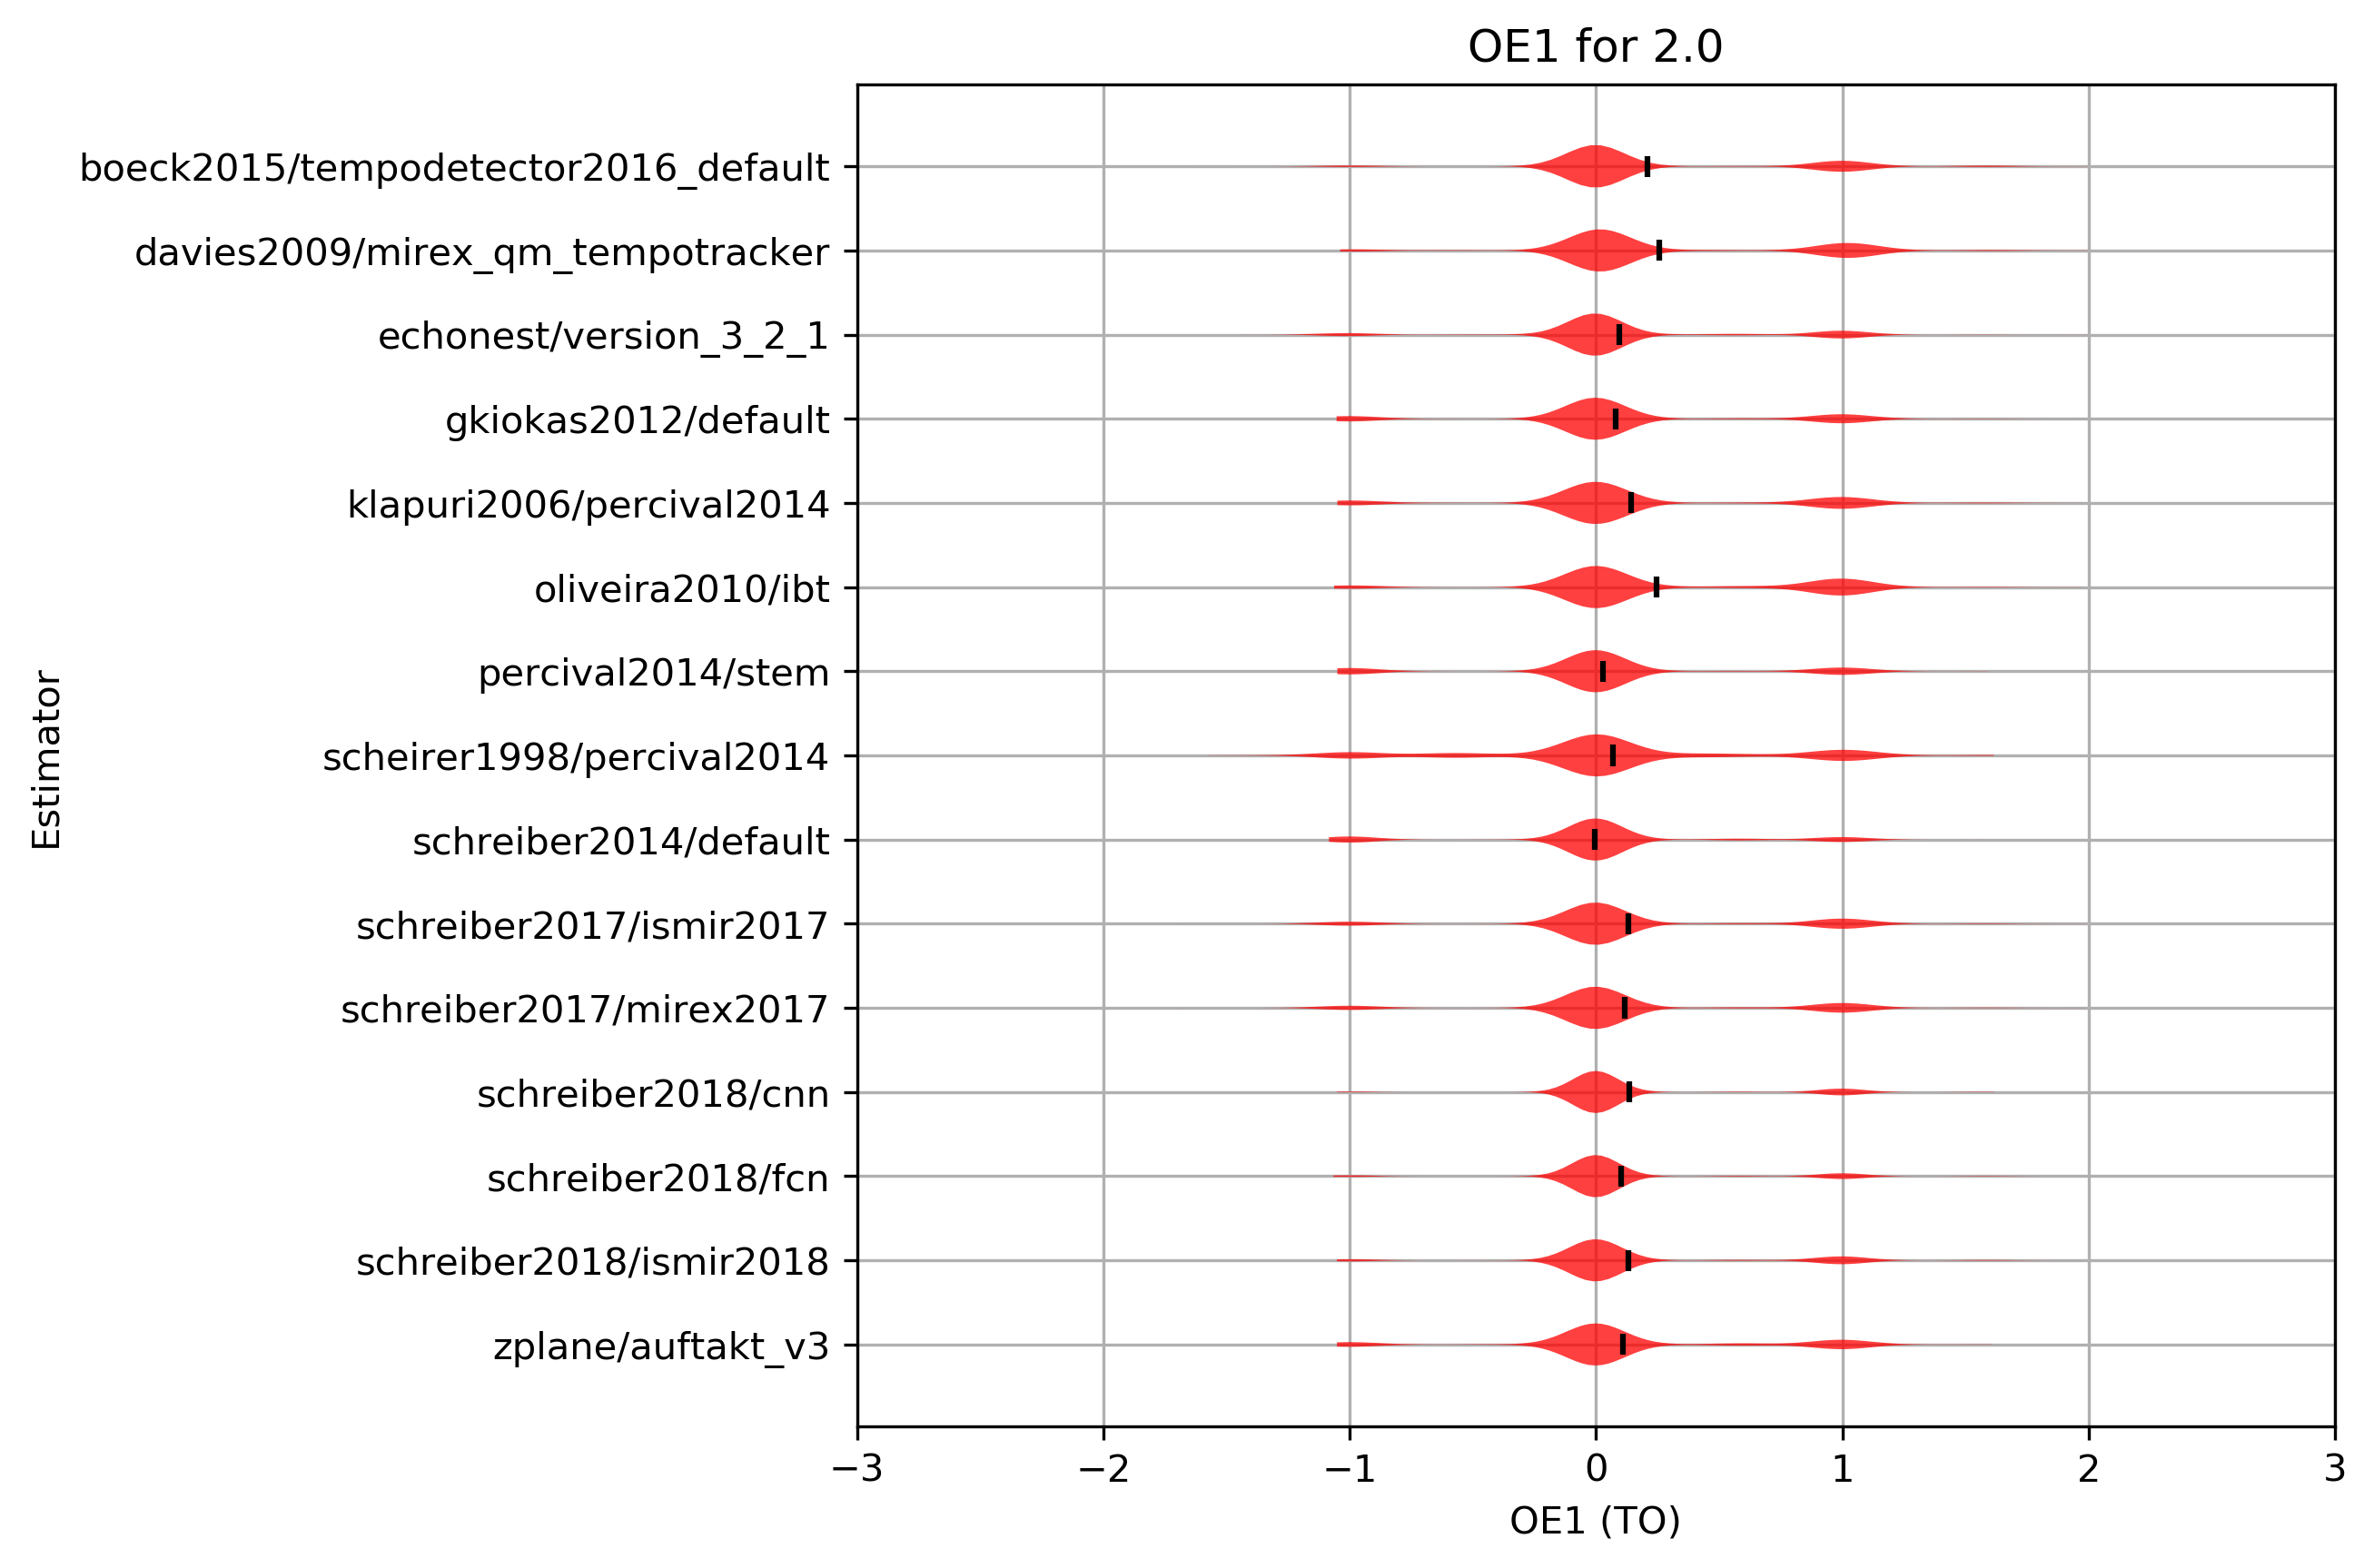 OE1 for 2.0
boeck2015/tempodetector2016_default
davies2009/mirex_qm_tempotracker
echonest/version_3_2_1
gkiokas2012/default
klapuri2006/percival2014
oliveira2010/ibt
percival2014/stem
scheirer1998/percival2014
schreiber2014/default
schreiber2017/ismir2017
schreiber2017/mirex2017
schreiber2018/cnn
schreiber2018/fcn
schreiber2018/ismir2018
zplane/auftakt_v3
Estimator
−3 −2 −1 0 1 2 3
OE1 (TO)